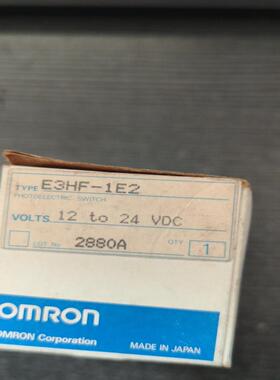 TYPE E3HF-1E2
PHOTOELECTRIC SWITCH
VOLTS 12 to 24 VDC
LOT No 2880A QTY 1
OMRON
OMRON Corporation MADE IN JAPAN